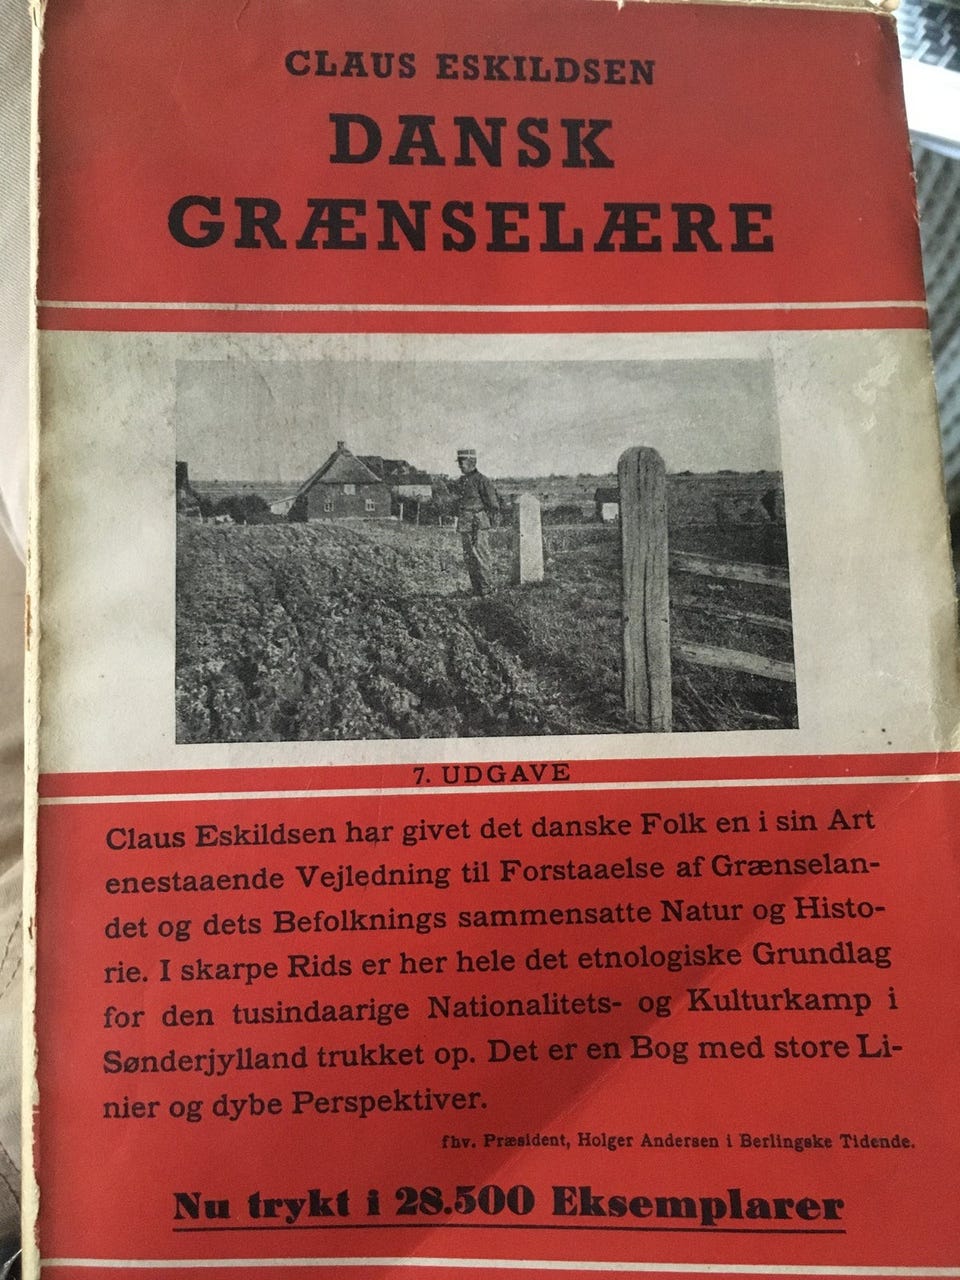 CLAUS ESKILDSEN
DANSK
GRÆNSELÆRE
7. UDGAVE
Claus Eskildsen har givet det danske Folk en i sin Art
enestaaende Vejledning til Forstaaelse af Grænselan-
det og dets Befolknings sammensatte Natur og Histo-
rie. I skarpe Rids er her hele det etnologiske Grundlag
for den tusindaarige Nationalitets- og Kulturkamp i
Sønderjylland trukket op. Det er en Bog med store Li-
nier og dybe Perspektiver.
fhv. Præsident, Holger Andersen i Berlingske Tidende.
Nu trykt i 28.500 Eksemplarer